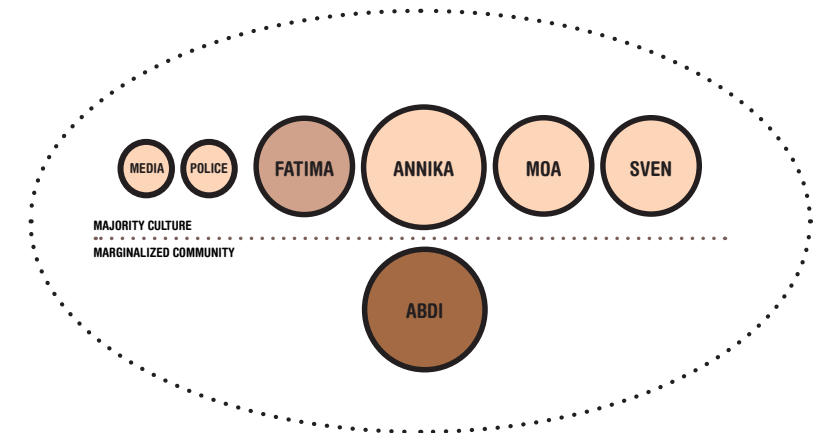 MEDIA POLICE FATIMA ANNIKA MOA SVEN
MAJORITY CULTURE
MARGINALIZED COMMUNITY
ABDI